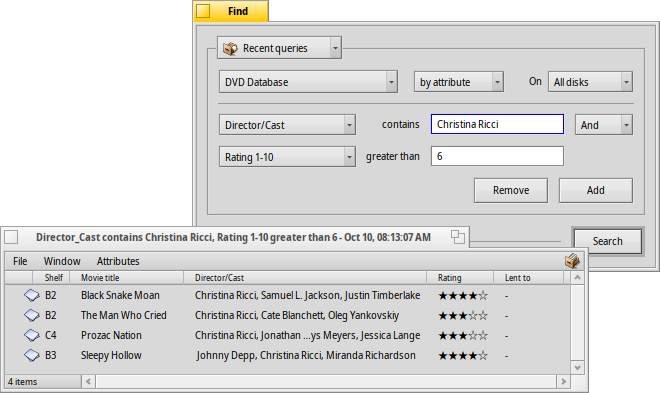 Find
Recent queries
DVD Database by attribute On All disks
Director/Cast contains Christina Ricci And
Rating 1-10 greater than 6
Remove Add
Search
Director_Cast contains Christina Ricci, Rating 1-10 greater than 6 - Oct 10, 08:13:07 AM
File Window Attributes
Shelf Movie title Director/Cast Rating Lent to
B2 Black Snake Moan Christina Ricci, Samuel L. Jackson, Justin Timberlake ★★★★☆ -
B2 The Man Who Cried Christina Ricci, Cate Blanchett, Oleg Yankovskiy ★★★☆☆ -
C4 Prozac Nation Christina Ricci, Jonathan ...ys Meyers, Jessica Lange ★★★☆☆ -
B3 Sleepy Hollow Johnny Depp, Christina Ricci, Miranda Richardson ★★★★☆ -
4 items